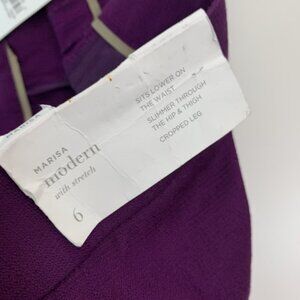 MARISA
modern
with stretch
6
SITS LOWER ON
THE WAIST
SLIMMER THROUGH
THE HIP & THIGH
CROPPED LEG